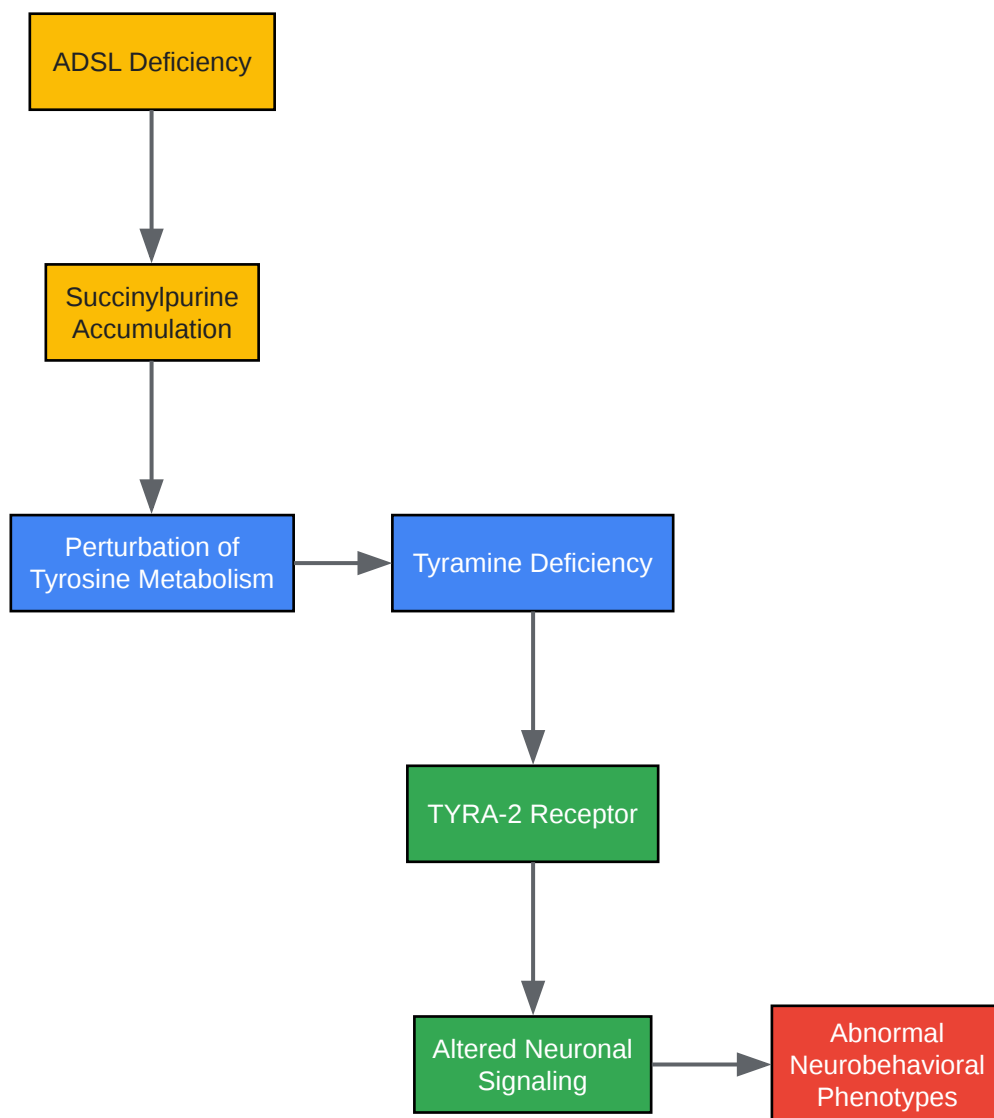 ADSL Deficiency
Succinylpurine
Accumulation
Perturbation of
Tyrosine Metabolism
Tyramine Deficiency
TYRA-2 Receptor
Altered Neuronal
Signaling
Abnormal
Neurobehavioral
Phenotypes